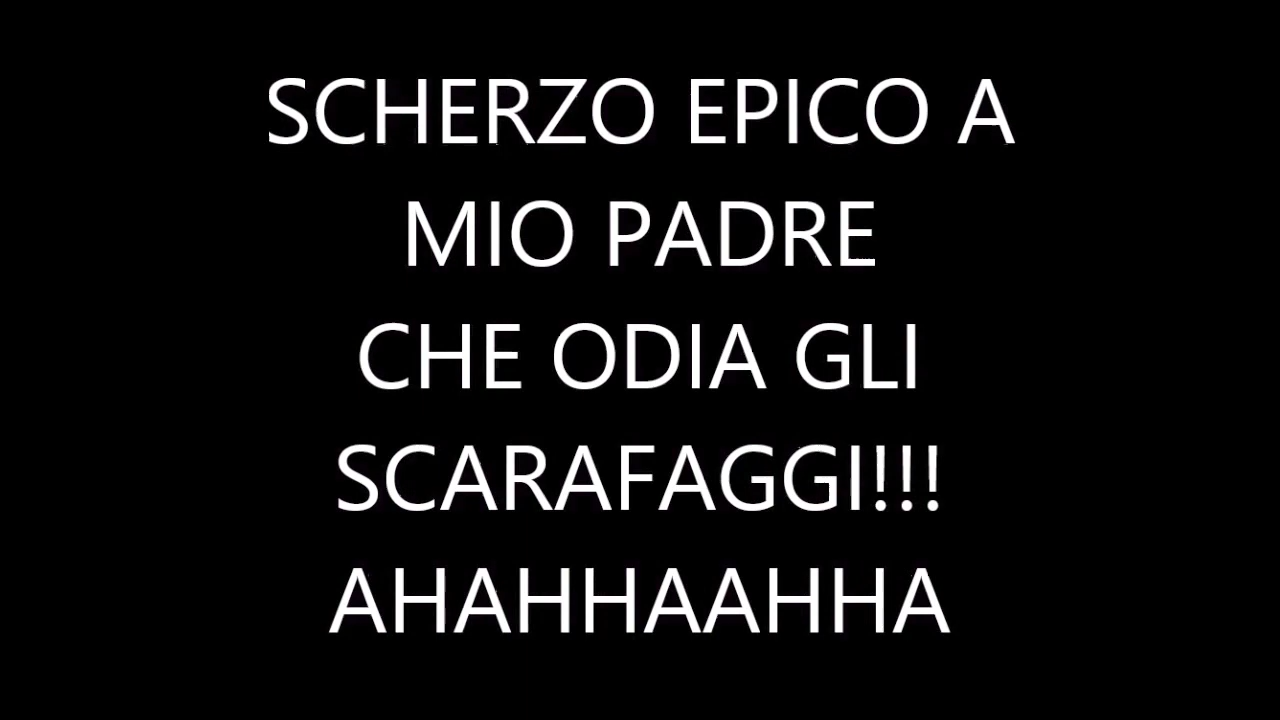 SCHERZO EPICO A
MIO PADRE
CHE ODIA GLI
SCARAFAGGI!!!
AHAHHAAHHA